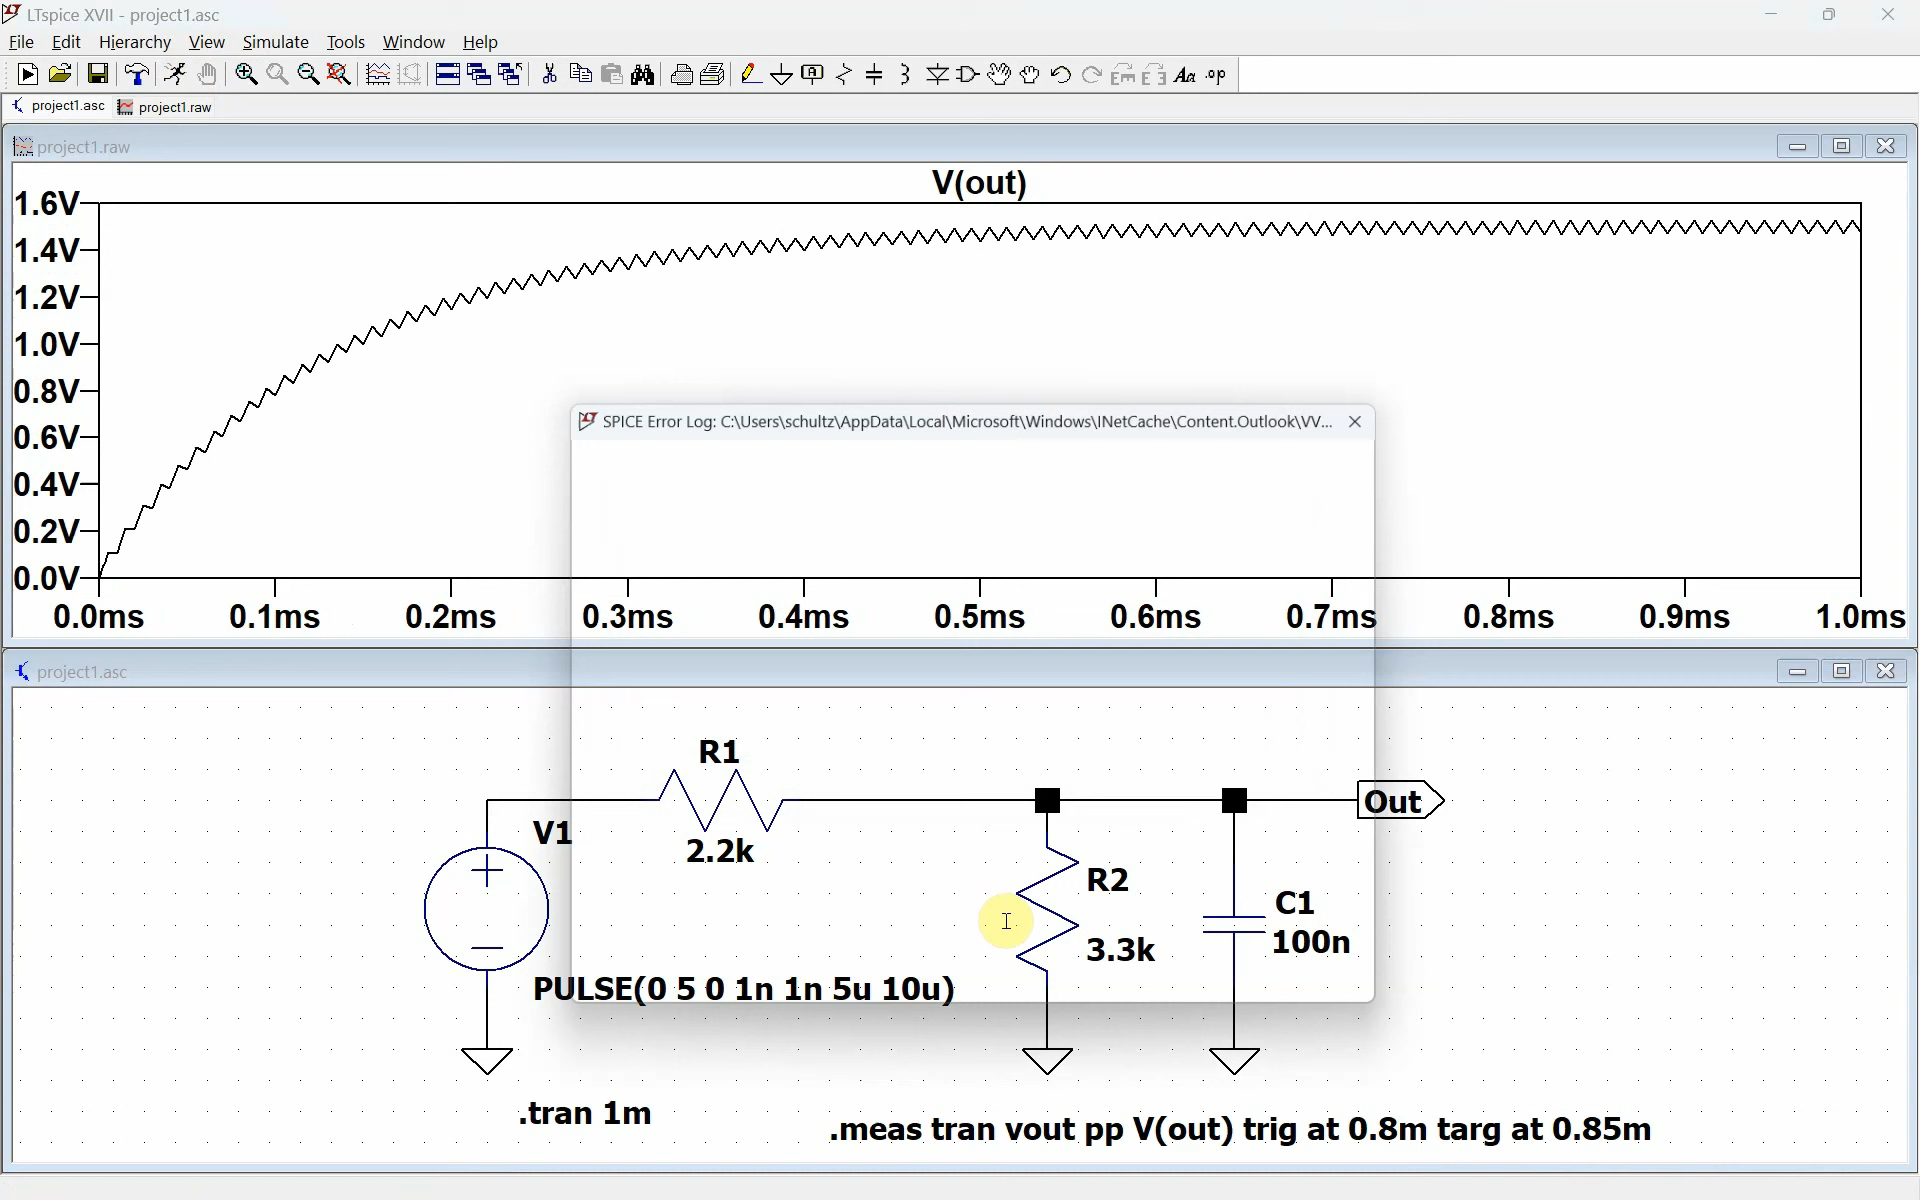 LTspice XVII - project1.asc
File Edit Hierarchy View Simulate Tools Window Help
project1.asc project1.raw
project1.raw
V(out)
1.6V
1.4V
1.2V
1.0V
0.8V
0.6V
0.4V
0.2V
0.0V
0.0ms 0.1ms 0.2ms 0.3ms 0.4ms 0.5ms 0.6ms 0.7ms 0.8ms 0.9ms 1.0ms
SPICE Error Log: C:\Users\schultz\AppData\Local\Microsoft\Windows\INetCache\Content.Outlook\VV...
project1.asc
R1
2.2k
V1
PULSE(0 5 0 1n 1n 5u 10u)
R2
3.3k
C1
100n
Out
.tran 1m
.meas tran vout pp V(out) trig at 0.8m targ at 0.85m